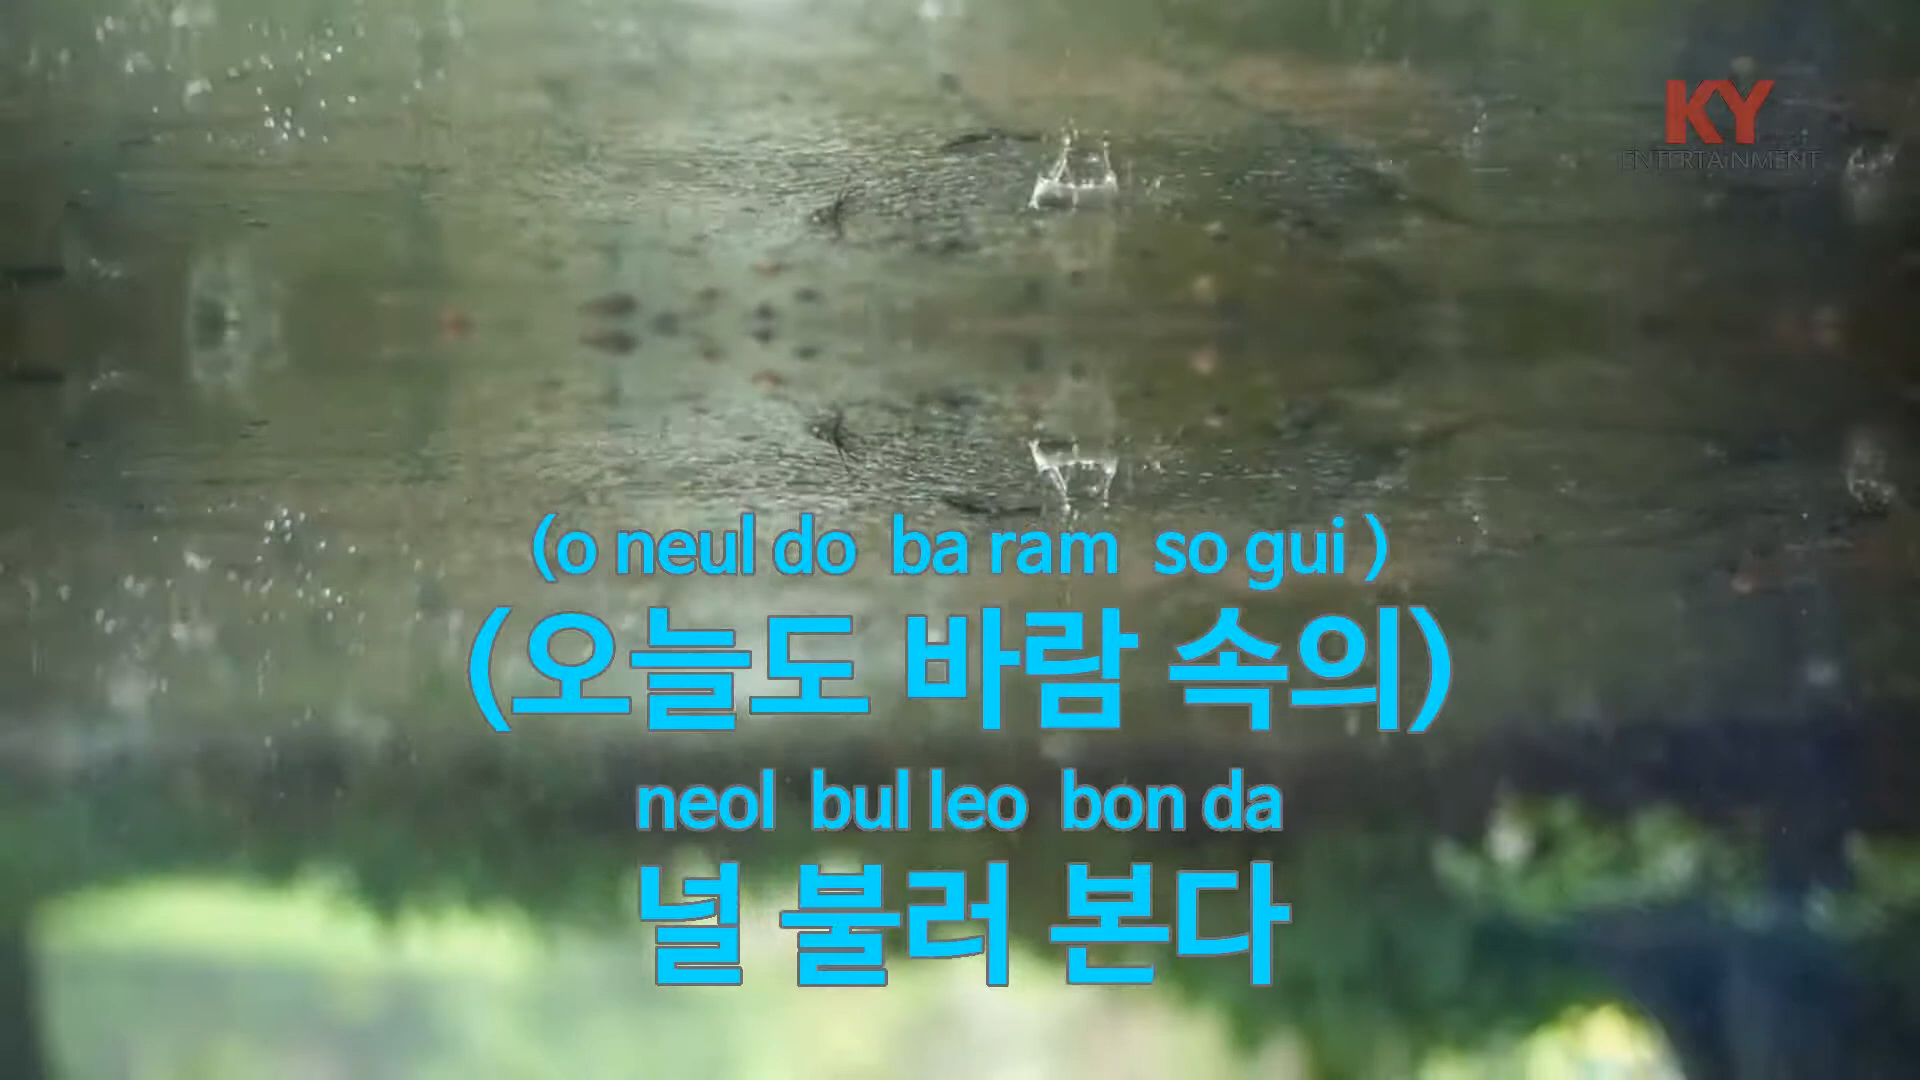 KY
ENTERTAINMENT
(o neul do ba ram so gui )
(오늘도 바람 속의)
neol bul leo bon da
널 불러 본다